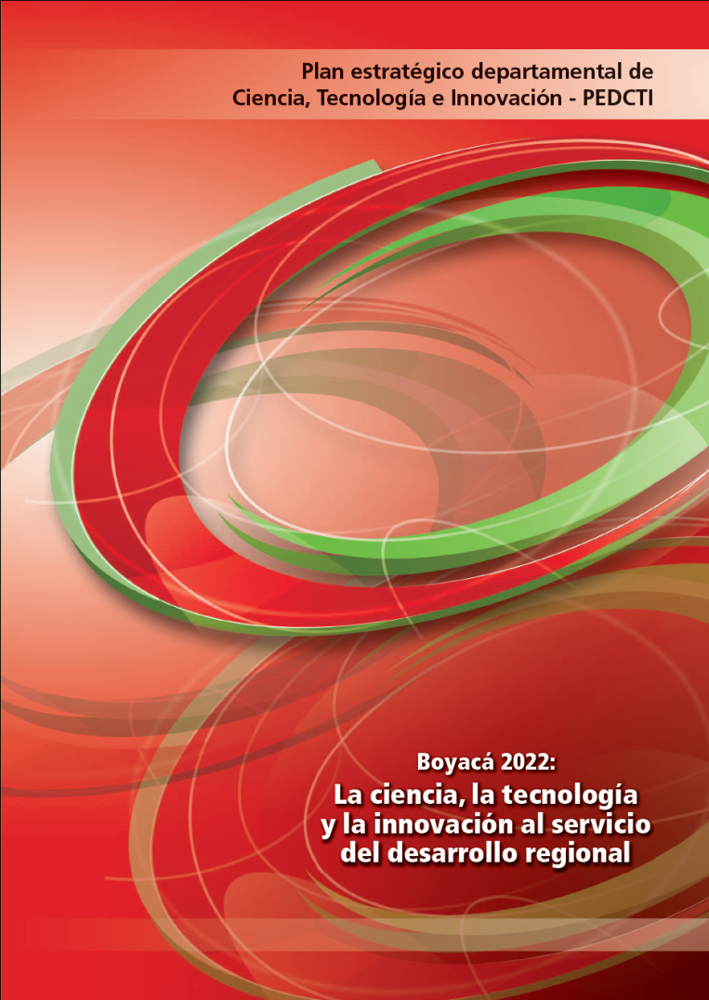 Plan estratégico departamental de
Ciencia, Tecnología e Innovación - PEDCTI
Boyacá 2022:
La ciencia, la tecnología
y la innovación al servicio
del desarrollo regional